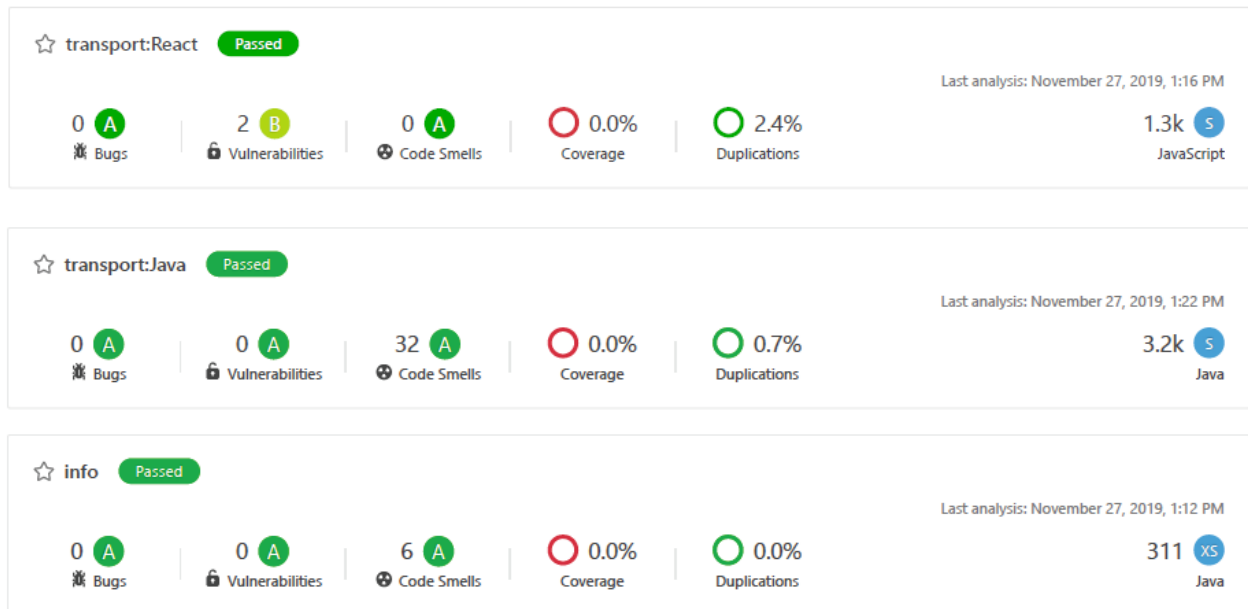 transport:React Passed
Last analysis: November 27, 2019, 1:16 PM
0 A 2 B 0 A 0.0% 2.4% 1.3k S
Bugs Vulnerabilities Code Smells Coverage Duplications JavaScript
transport:Java Passed
Last analysis: November 27, 2019, 1:22 PM
0 A 0 A 32 A 0.0% 0.7% 3.2k S
Bugs Vulnerabilities Code Smells Coverage Duplications Java
info Passed
Last analysis: November 27, 2019, 1:12 PM
0 A 0 A 6 A 0.0% 0.0% 311 XS
Bugs Vulnerabilities Code Smells Coverage Duplications Java